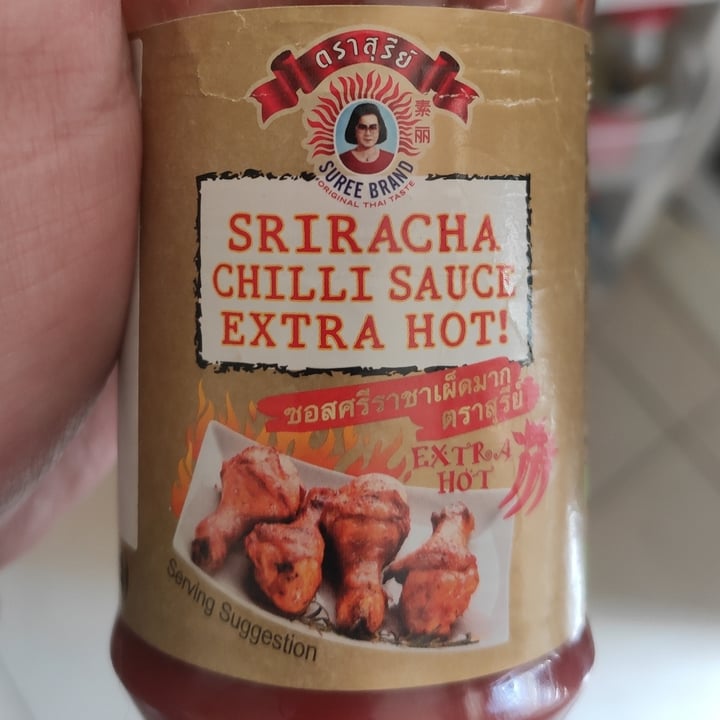 ตราสุรีย์
素
丽
SUREE BRAND
ORIGINAL THAI TASTE
SRIRACHA
CHILLI SAUCE
EXTRA HOT!
ซอสศรีราชาเผ็ดมาก
ตราสุรีย์
EXTRA
HOT
Serving Suggestion